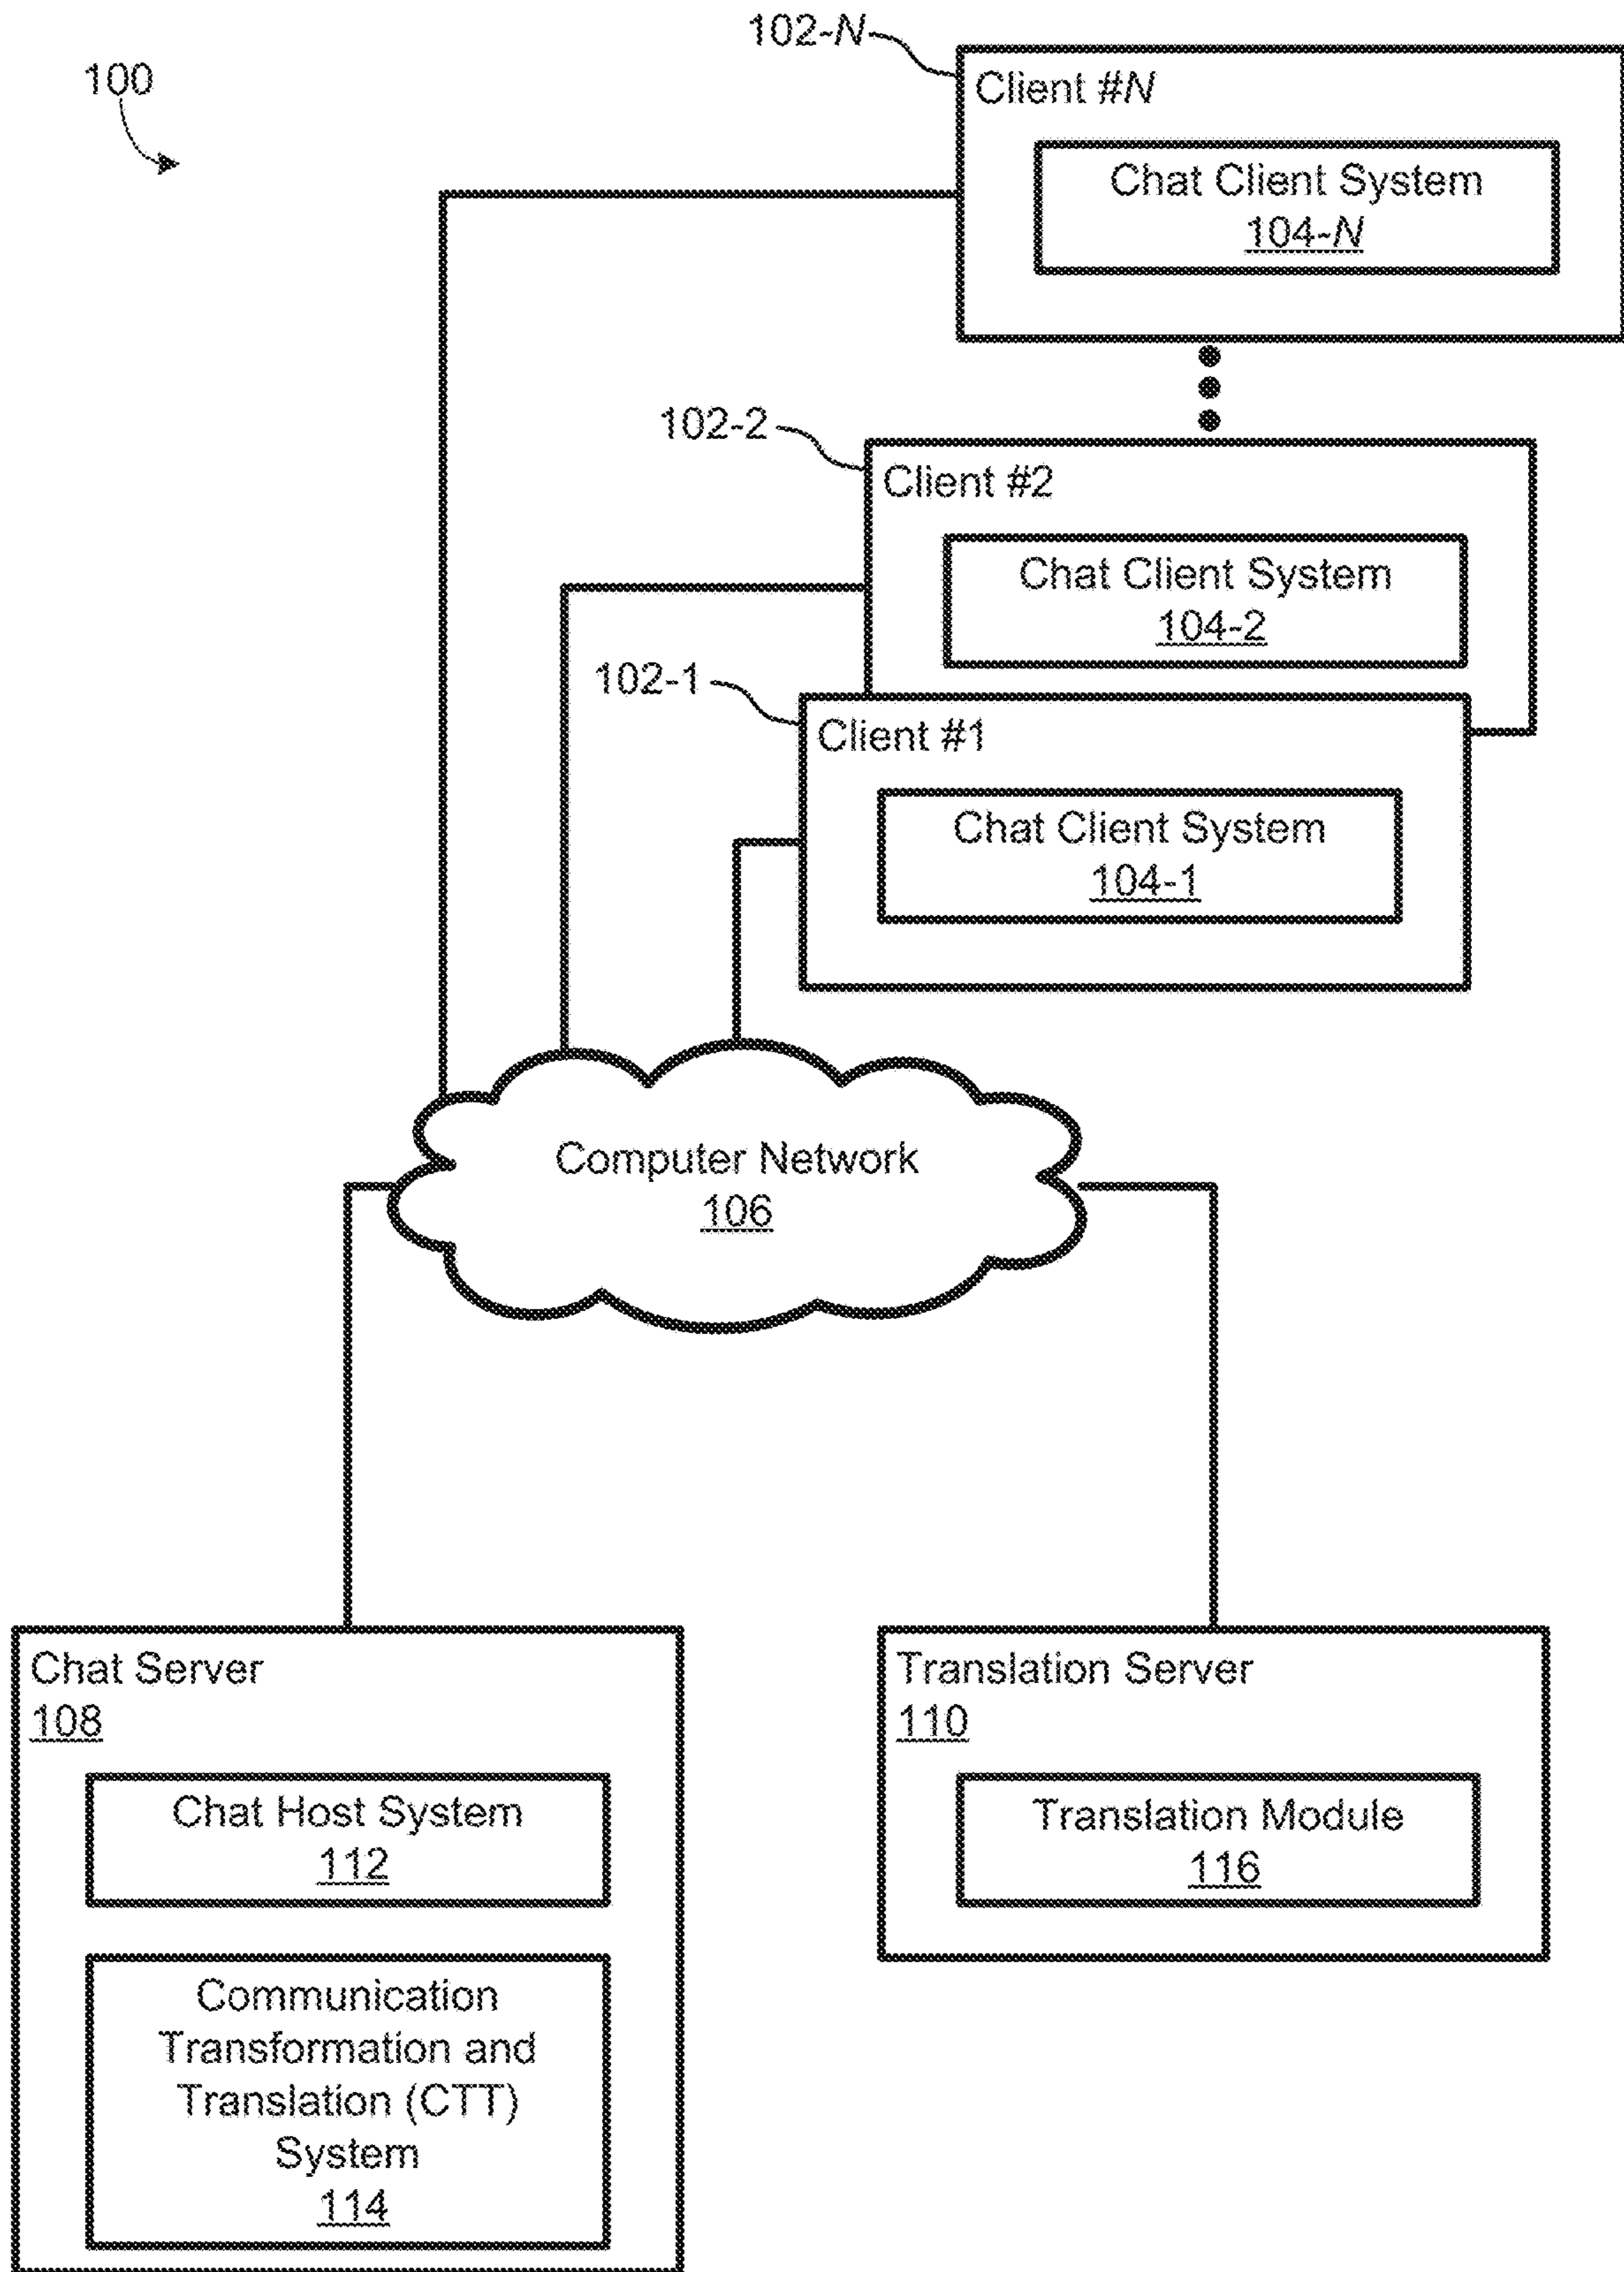 102-N
100
Client #N
Chat Client System
104-N
102-2
Client #2
Chat Client System
104-2
102-1
Client #1
Chat Client System
104-1
Computer Network
106
Chat Server
108
Chat Host System
112
Communication
Transformation and
Translation (CTT)
System
114
Translation Server
110
Translation Module
116